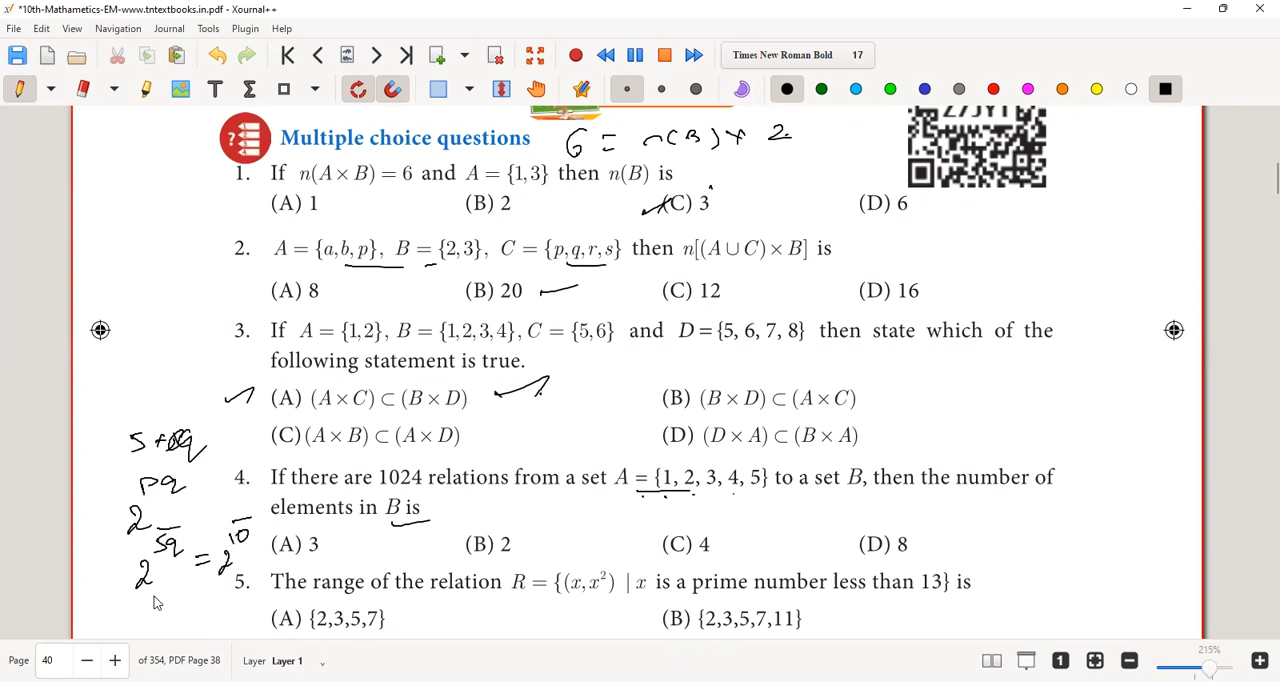 *10th-Mathametics-EM-www.tntextbooks.in.pdf - Xournal++
File Edit View Navigation Journal Tools Plugin Help
Times New Roman Bold 17
Multiple choice questions
6 = n(B) × 2
1. If n(A × B) = 6 and A = {1,3} then n(B) is
(A) 1 (B) 2 (C) 3 (D) 6
2. A = {a,b,p}, B = {2,3}, C = {p,q,r,s} then n[(A ∪ C) × B] is
(A) 8 (B) 20 (C) 12 (D) 16
3. If A = {1,2}, B = {1,2,3,4}, C = {5,6} and D = {5, 6, 7, 8} then state which of the
following statement is true.
(A) (A × C) ⊂ (B × D) (B) (B × D) ⊂ (A × C)
(C) (A × B) ⊂ (A × D) (D) (D × A) ⊂ (B × A)
4. If there are 1024 relations from a set A = {1, 2, 3, 4, 5} to a set B, then the number of
elements in B is
(A) 3 (B) 2 (C) 4 (D) 8
pq
2
5q = 2 10
2
5. The range of the relation R = {(x, x²) | x is a prime number less than 13} is
(A) {2,3,5,7} (B) {2,3,5,7,11}
Page 40 of 354, PDF Page 38 Layer Layer 1 215%